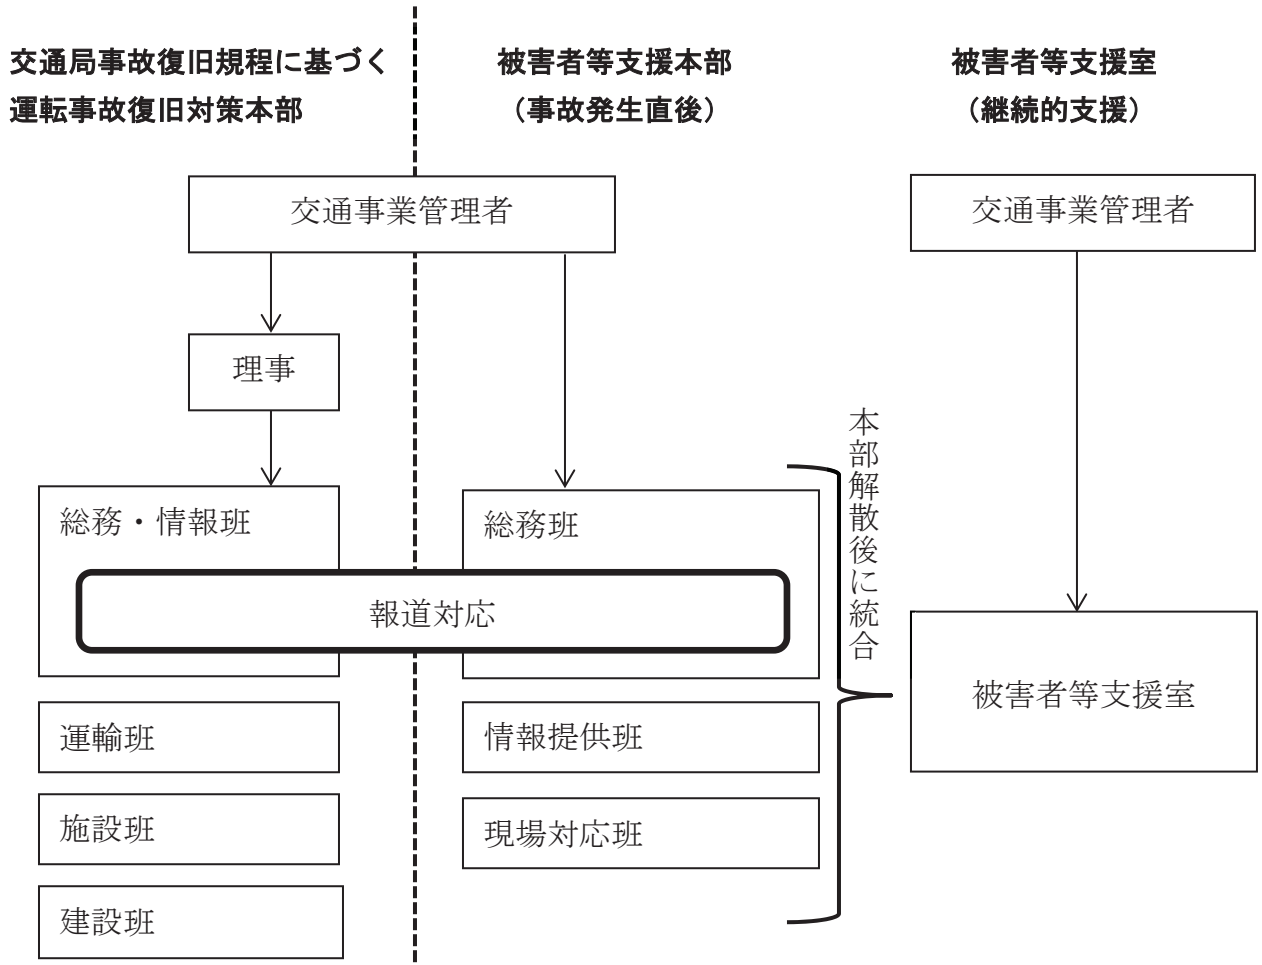 交通局事故復旧規程に基づく
運転事故復旧対策本部
被害者等支援本部
（事故発生直後）
被害者等支援室
（継続的支援）
交通事業管理者
交通事業管理者
理事
総務・情報班
総務班
報道対応
本部解散後に統合
被害者等支援室
運輸班
情報提供班
施設班
現場対応班
建設班